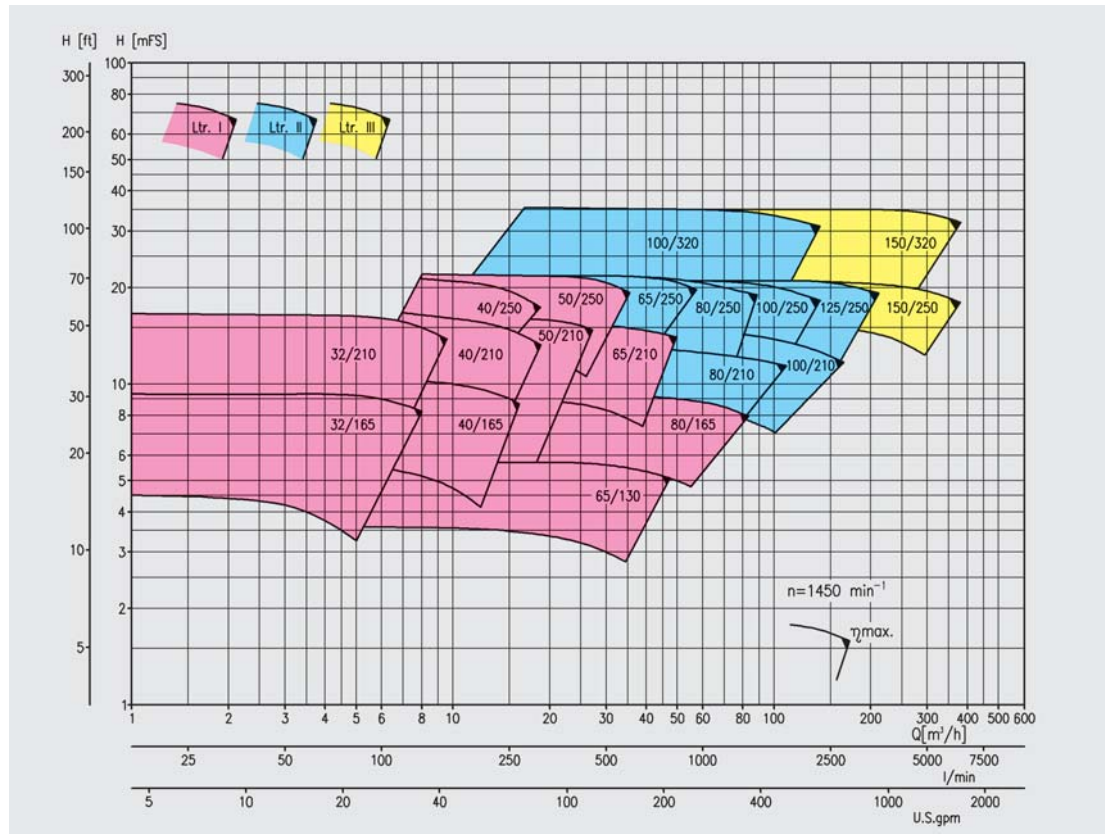 H [ft] H [mFS]
300 100
80
Ltr. I Ltr. II Ltr. III
200 60
50
150
40
100 30
100/320 150/320
70 20
40/250 50/250 65/250 80/250 100/250 125/250 150/250
50 50/210
32/210 40/210 65/210 80/210 100/210
10
30 8
32/165 40/165 80/165
6
20 5
65/130
4
10 3
n=1450 min⁻¹
2
ηmax.
5
1
1 2 3 4 5 6 8 10 15 20 30 40 50 60 80 100 200 300 400 500 600
Q[m³/h]
25 50 100 250 500 1000 2500 5000 7500
l/min
5 10 20 40 100 200 400 1000 2000
U.S.gpm